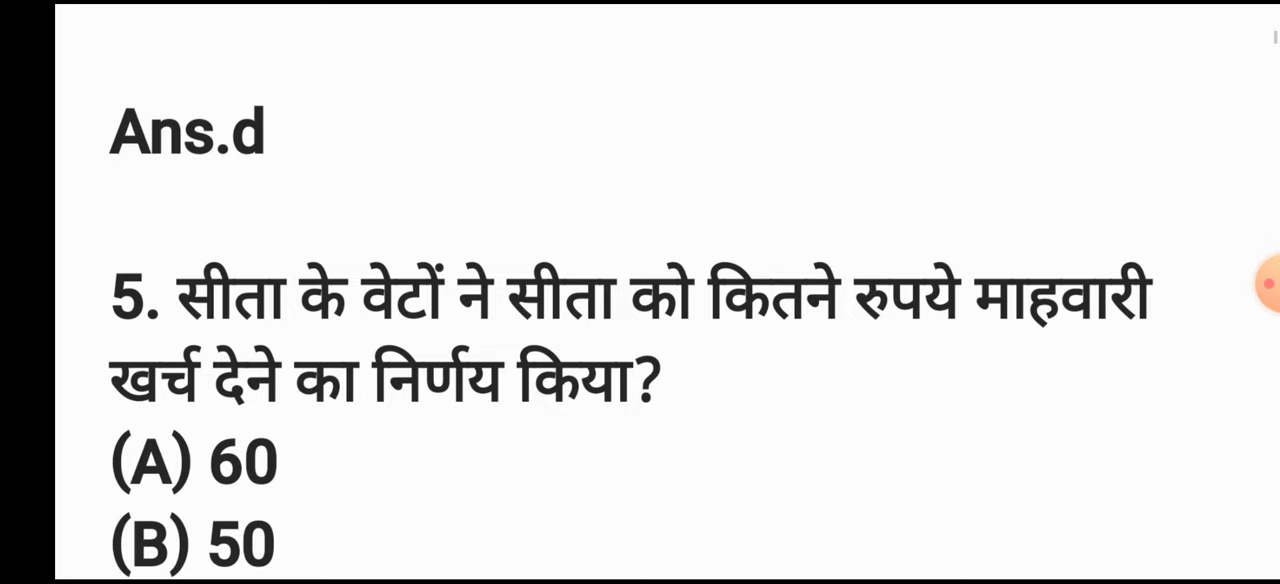 Ans.d
5. सीता के वेटों ने सीता को कितने रुपये माहवारी
खर्च देने का निर्णय किया?
(A) 60
(B) 50